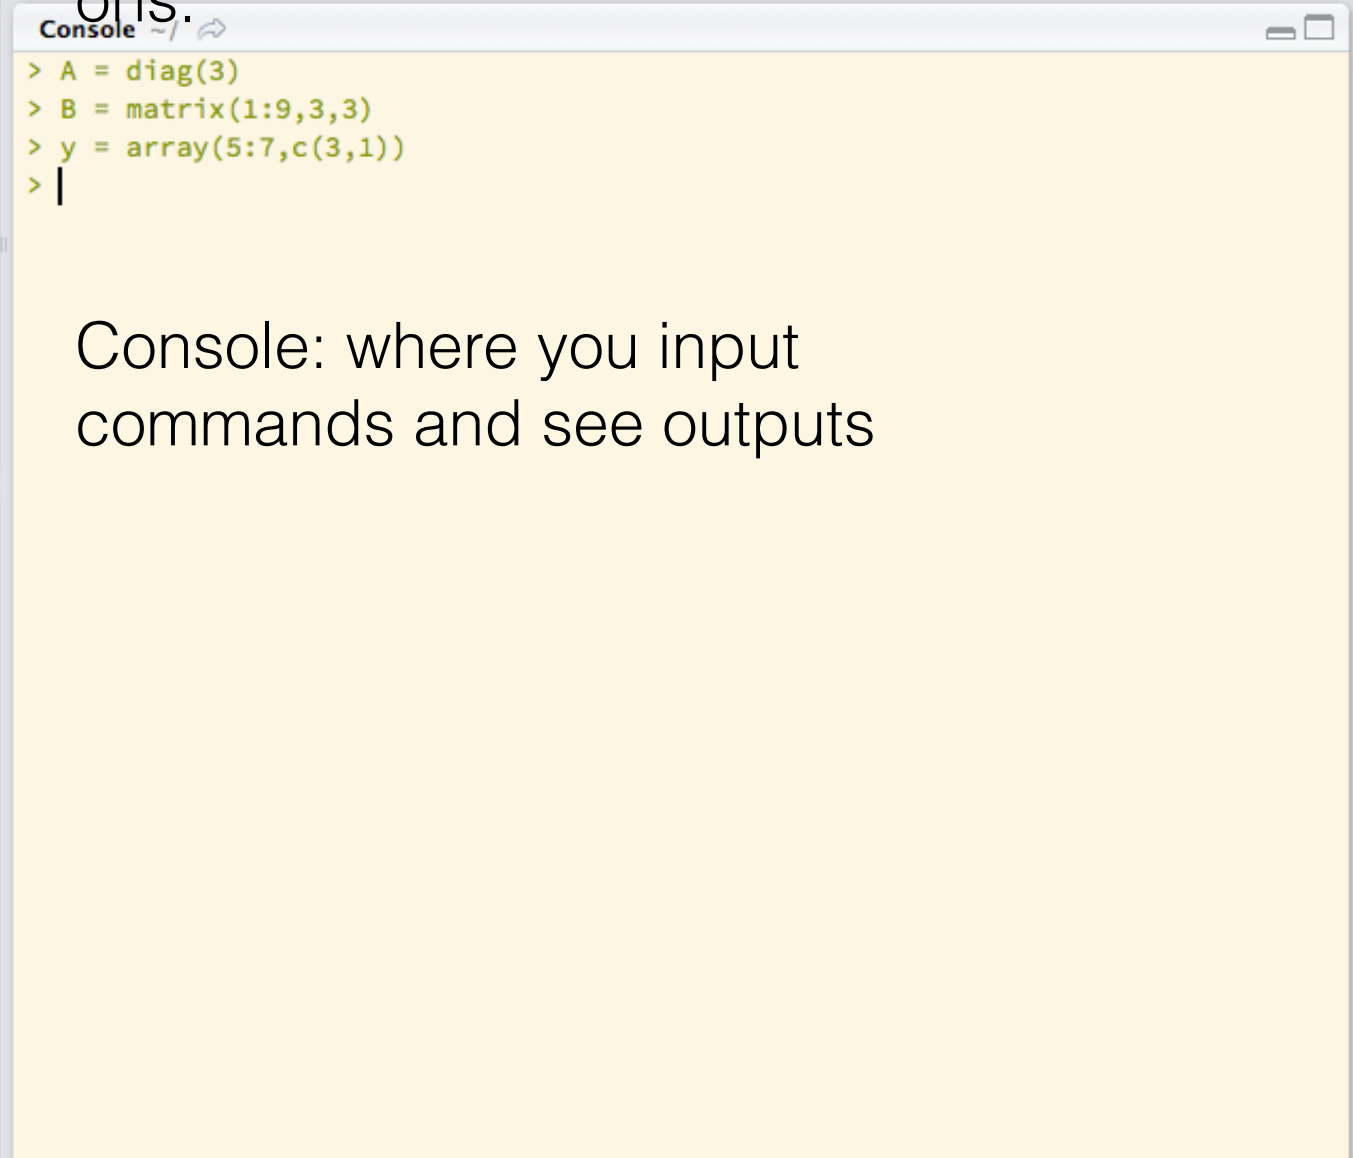 ons.
Console ~/
> A = diag(3)
> B = matrix(1:9,3,3)
> y = array(5:7,c(3,1))
>
Console: where you input
commands and see outputs